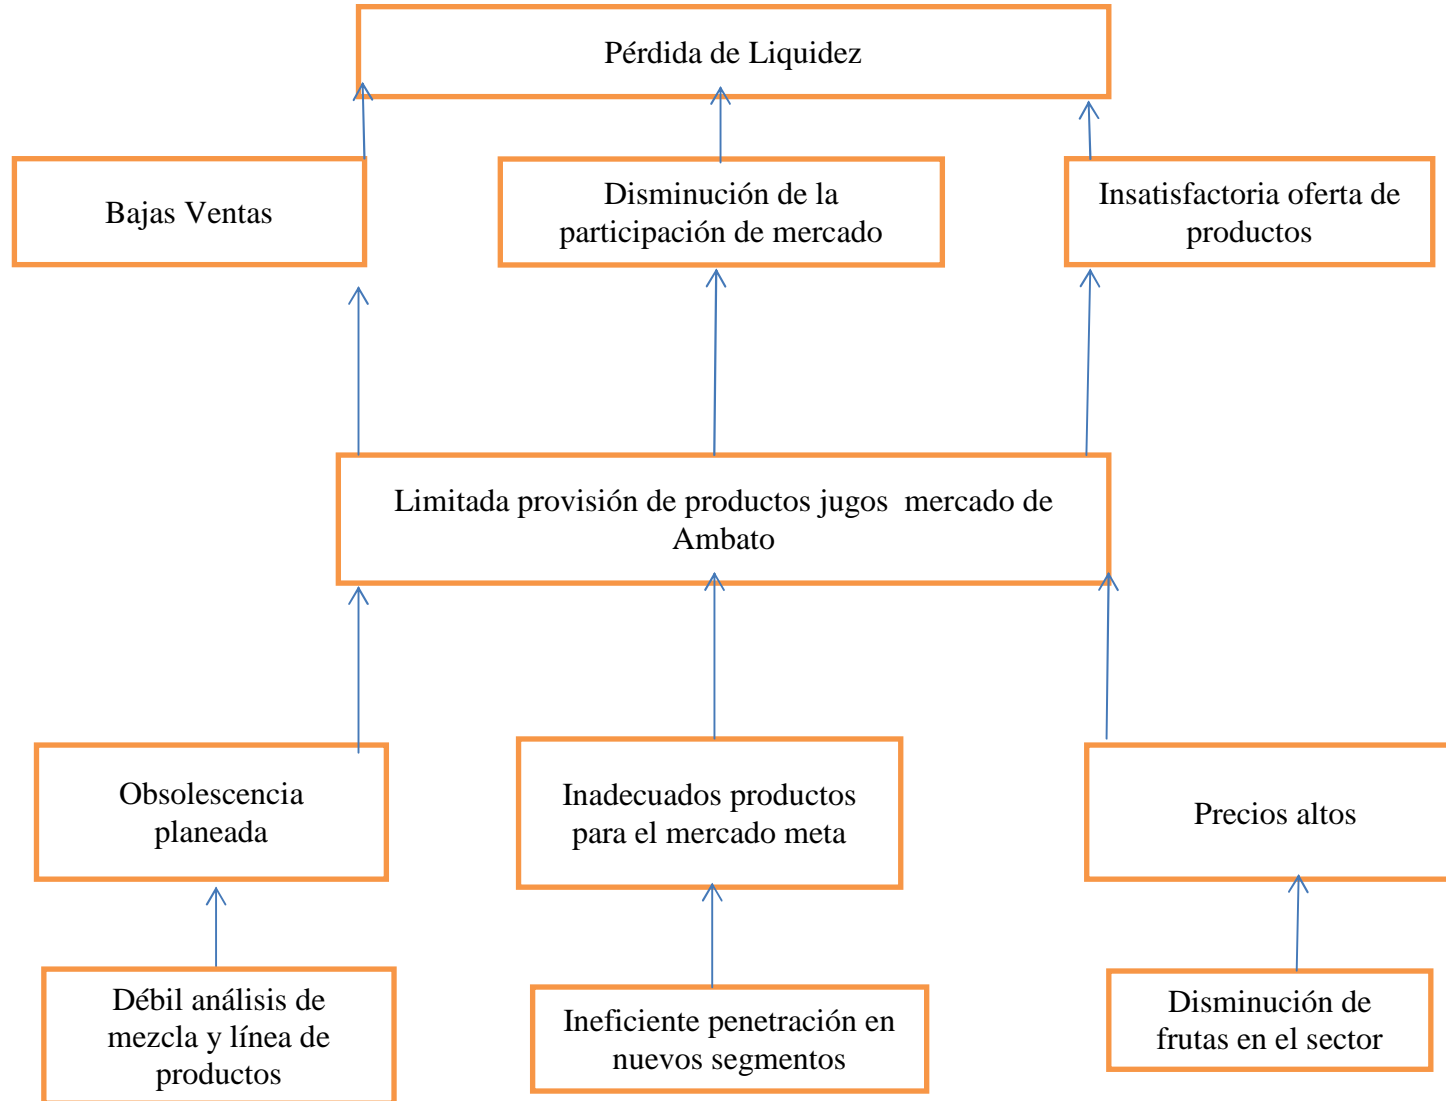 Pérdida de Liquidez
Bajas Ventas
Disminución de la
participación de mercado
Insatisfactoria oferta de
productos
Limitada provisión de productos jugos  mercado de
Ambato
Obsolescencia
planeada
Inadecuados productos
para el mercado meta
Precios altos
Débil análisis de
mezcla y línea de
productos
Ineficiente penetración en
nuevos segmentos
Disminución de
frutas en el sector